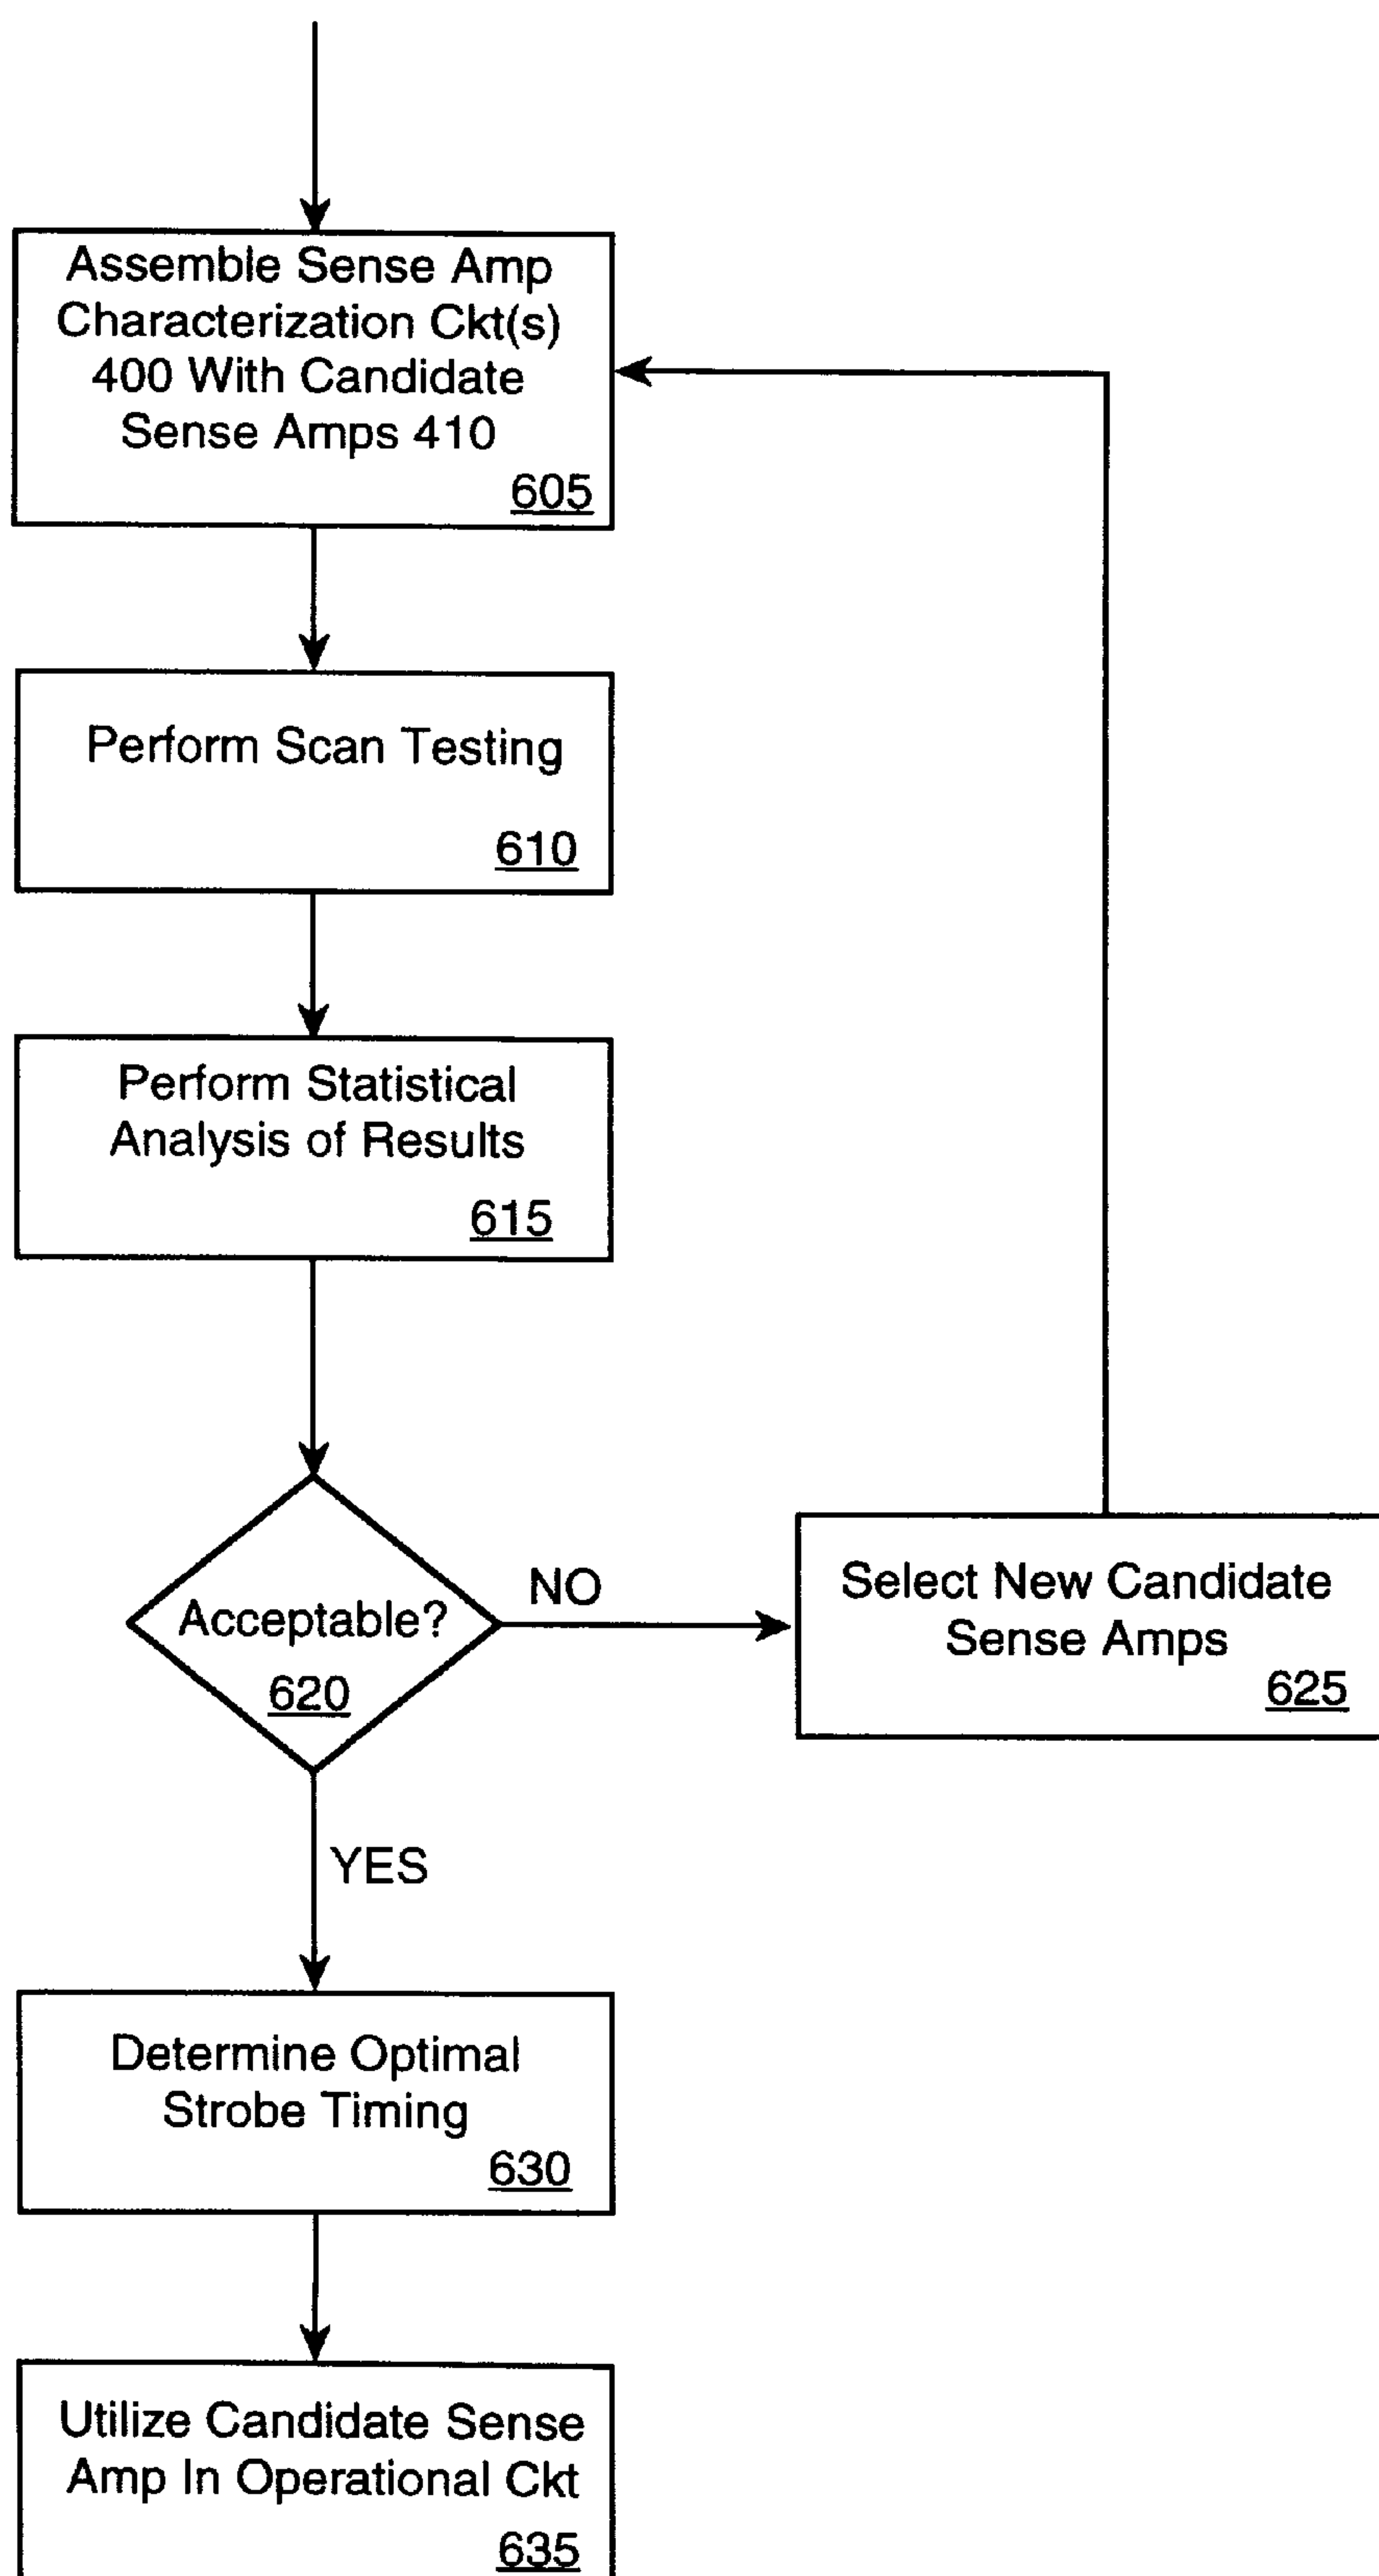 Assemble Sense Amp
Characterization Ckt(s)
400 With Candidate
Sense Amps 410
605
Perform Scan Testing
610
Perform Statistical
Analysis of Results
615
Acceptable?
620
NO
Select New Candidate
Sense Amps
625
YES
Determine Optimal
Strobe Timing
630
Utilize Candidate Sense
Amp In Operational Ckt
635